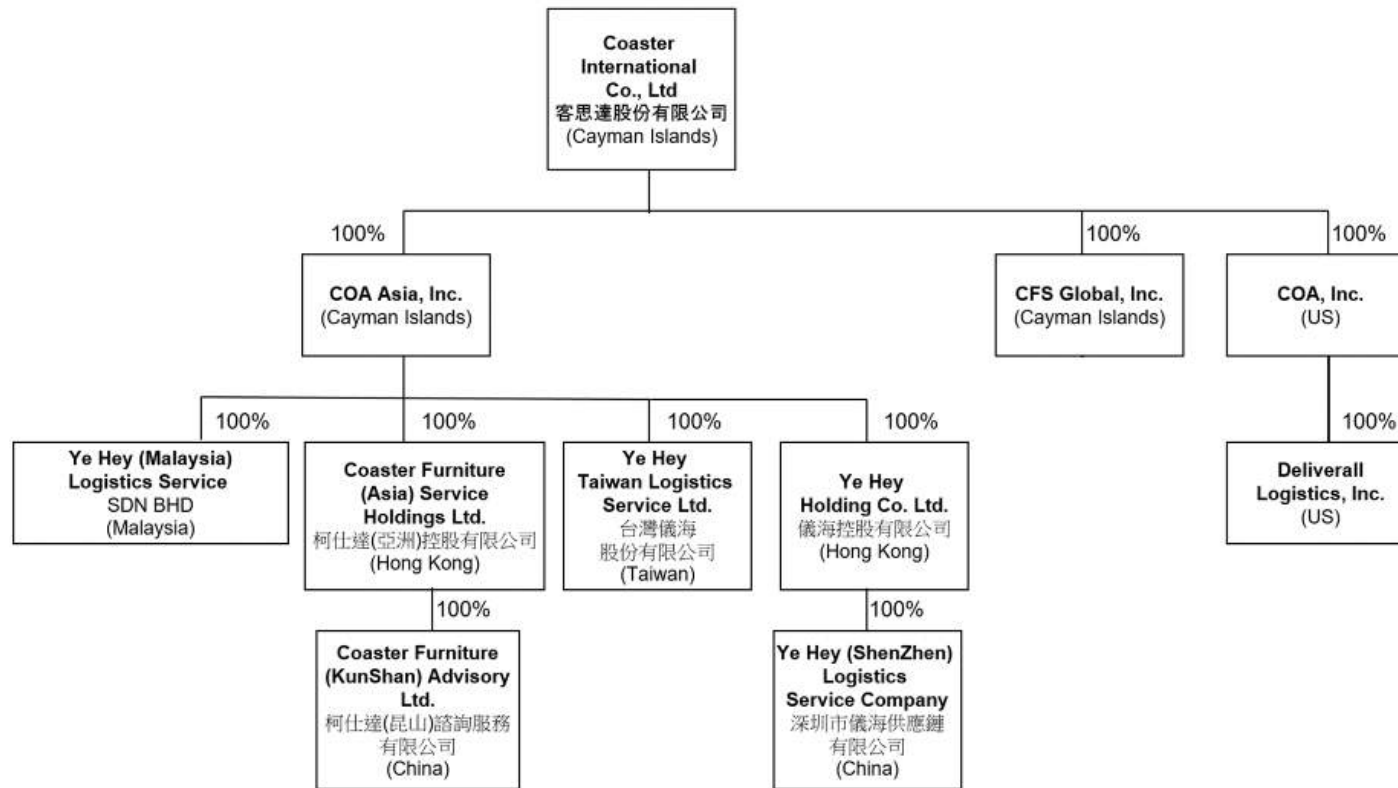 Coaster
International
Co., Ltd
客思達股份有限公司
(Cayman Islands)
100%
100%
100%
COA Asia, Inc.
(Cayman Islands)
CFS Global, Inc.
(Cayman Islands)
COA, Inc.
(US)
100%
100%
100%
100%
100%
Ye Hey (Malaysia)
Logistics Service
SDN BHD
(Malaysia)
Coaster Furniture
(Asia) Service
Holdings Ltd.
柯仕達(亞洲)控股有限公司
(Hong Kong)
Ye Hey
Taiwan Logistics
Service Ltd.
台灣儀海
股份有限公司
(Taiwan)
Ye Hey
Holding Co. Ltd.
儀海控股有限公司
(Hong Kong)
Deliverall
Logistics, Inc.
(US)
100%
100%
Coaster Furniture
(KunShan) Advisory
Ltd.
柯仕達(昆山)諮詢服務
有限公司
(China)
Ye Hey (ShenZhen)
Logistics
Service Company
深圳市儀海供應鏈
有限公司
(China)